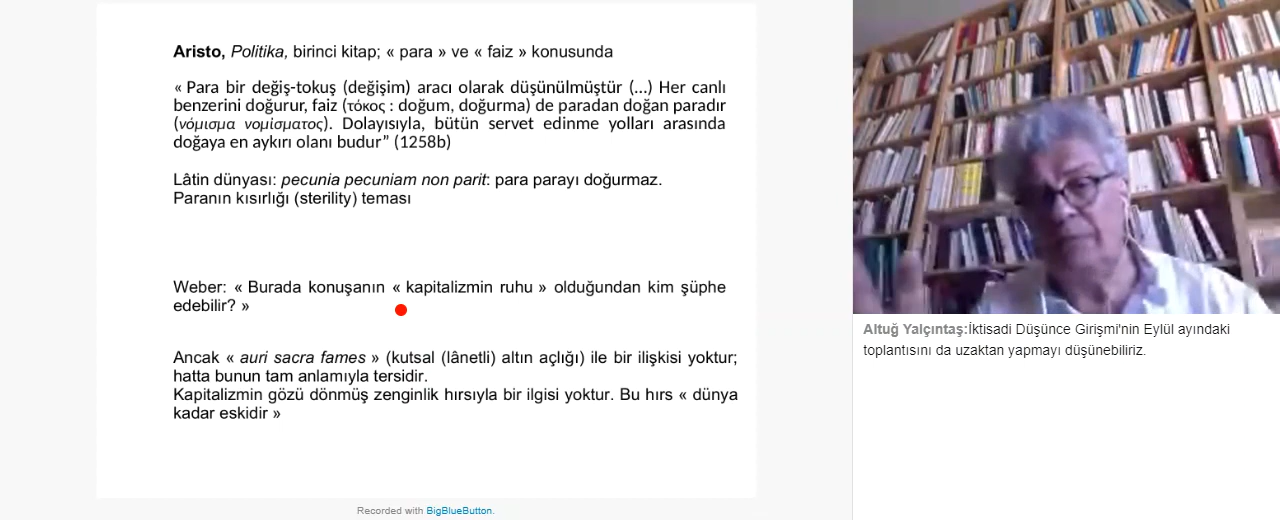 Aristo, Politika, birinci kitap; « para » ve « faiz » konusunda
« Para bir değiş-tokuş (değişim) aracı olarak düşünülmüştür (...) Her canlı
benzerini doğurur, faiz (τόκος : doğum, doğurma) de paradan doğan paradır
(νόμισμα νομίσματος). Dolayısıyla, bütün servet edinme yolları arasında
doğaya en aykırı olanı budur” (1258b)
Lâtin dünyası: pecunia pecuniam non parit: para parayı doğurmaz.
Paranın kısırlığı (sterility) teması
Weber: « Burada konuşanın « kapitalizmin ruhu » olduğundan kim şüphe
edebilir? »
Ancak « auri sacra fames » (kutsal (lânetli) altın açlığı) ile bir ilişkisi yoktur;
hatta bunun tam anlamıyla tersidir.
Kapitalizmin gözü dönmüş zenginlik hırsıyla bir ilgisi yoktur. Bu hırs « dünya
kadar eskidir »
Recorded with BigBlueButton.
Altuğ Yalçıntaş:İktisadi Düşünce Girişmi'nin Eylül ayındaki
toplantısını da uzaktan yapmayı düşünebiliriz.